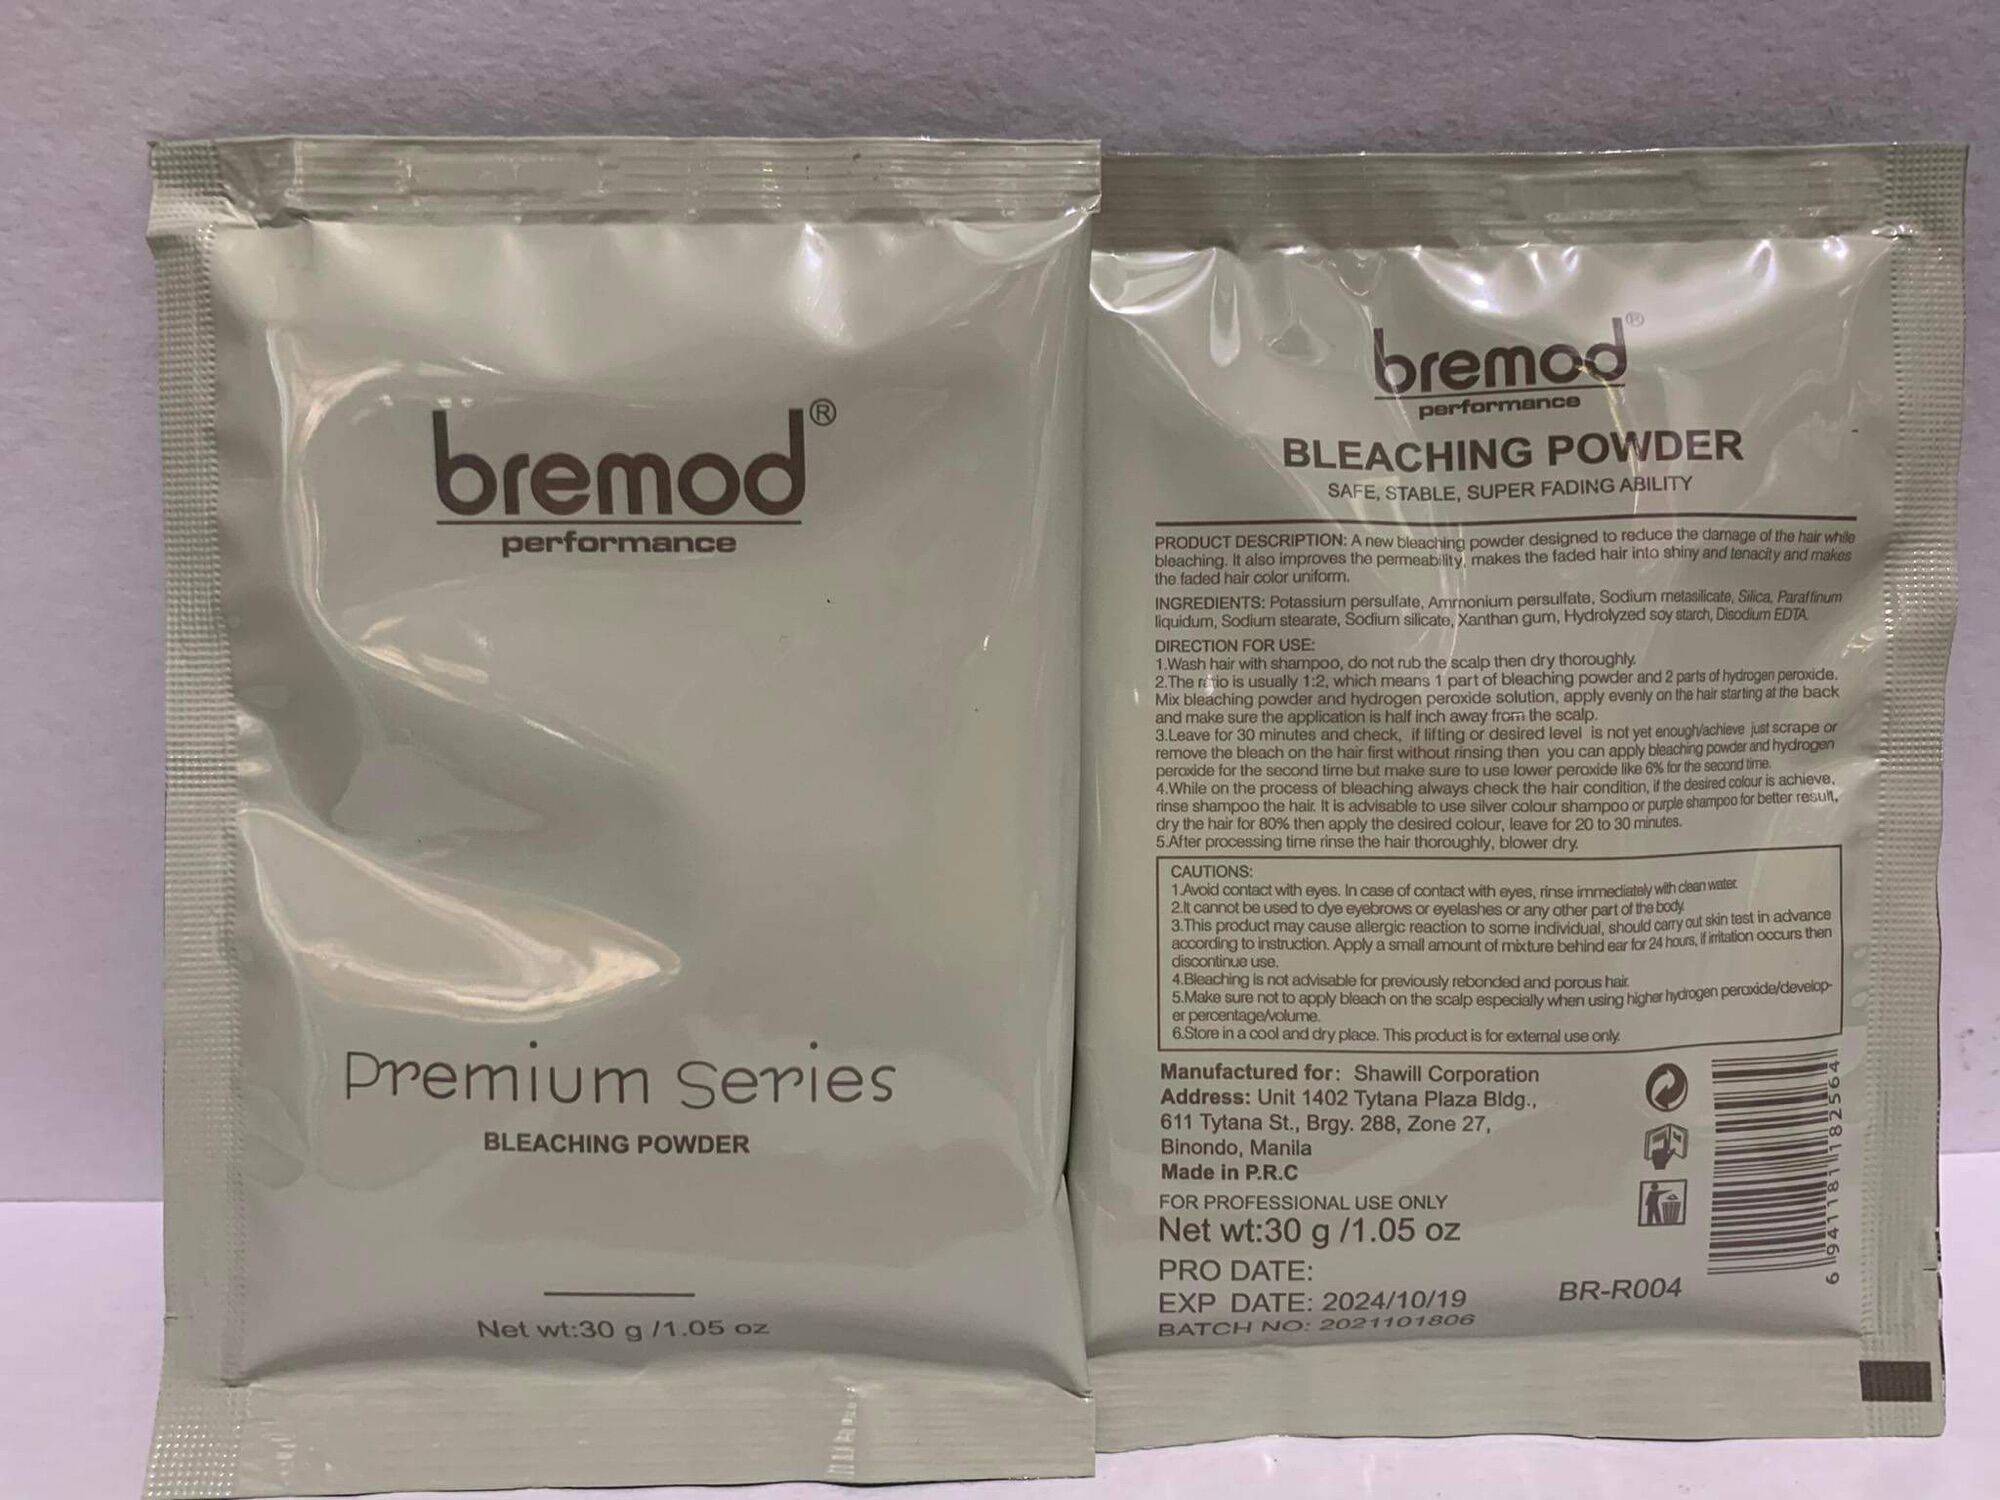 bremod®
performance
Premium Series
BLEACHING POWDER
Net wt:30 g /1.05 oz
bremod®
performance
BLEACHING POWDER
SAFE, STABLE, SUPER FADING ABILITY
PRODUCT DESCRIPTION: A new bleaching powder designed to reduce the damage of the hair while
bleaching. It also improves the permeability, makes the faded hair into shiny and tenacity and makes
the faded hair color uniform.
INGREDIENTS: Potassium persulfate, Ammonium persulfate, Sodium metasilicate, Silica, Paraffinum
liquidum, Sodium stearate, Sodium silicate, Xanthan gum, Hydrolyzed soy starch, Disodium EDTA.
DIRECTION FOR USE:
1.Wash hair with shampoo, do not rub the scalp then dry thoroughly.
2.The ratio is usually 1:2, which means 1 part of bleaching powder and 2 parts of hydrogen peroxide.
Mix bleaching powder and hydrogen peroxide solution, apply evenly on the hair starting at the back
and make sure the application is half inch away from the scalp.
3.Leave for 30 minutes and check, if lifting or desired level is not yet enough/achieve just scrape or
remove the bleach on the hair first without rinsing then you can apply bleaching powder and hydrogen
peroxide for the second time but make sure to use lower peroxide like 6% for the second time.
4.While on the process of bleaching always check the hair condition, if the desired colour is achieve,
rinse shampoo the hair. It is advisable to use silver colour shampoo or purple shampoo for better result,
dry the hair for 80% then apply the desired colour, leave for 20 to 30 minutes.
5.After processing time rinse the hair thoroughly, blower dry.
CAUTIONS:
1.Avoid contact with eyes. In case of contact with eyes, rinse immediately with clean water.
2.It cannot be used to dye eyebrows or eyelashes or any other part of the body.
3.This product may cause allergic reaction to some individual, should carry out skin test in advance
according to instruction. Apply a small amount of mixture behind ear for 24 hours, if irritation occurs then
discontinue use.
4.Bleaching is not advisable for previously rebonded and porous hair.
5.Make sure not to apply bleach on the scalp especially when using higher hydrogen peroxide/develop-
er percentage/volume.
6.Store in a cool and dry place. This product is for external use only.
Manufactured for: Shawill Corporation
Address: Unit 1402 Tytana Plaza Bldg.,
611 Tytana St., Brgy. 288, Zone 27,
Binondo, Manila
Made in P.R.C
FOR PROFESSIONAL USE ONLY
Net wt:30 g /1.05 oz
PRO DATE:
EXP DATE: 2024/10/19
BATCH NO: 2021101806
BR-R004
6 941181 182564